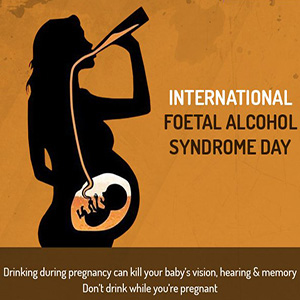 INTERNATIONAL
FOETAL ALCOHOL
SYNDROME DAY
Drinking during pregnancy can kill your baby's vision, hearing & memory
Don't drink while you're pregnant